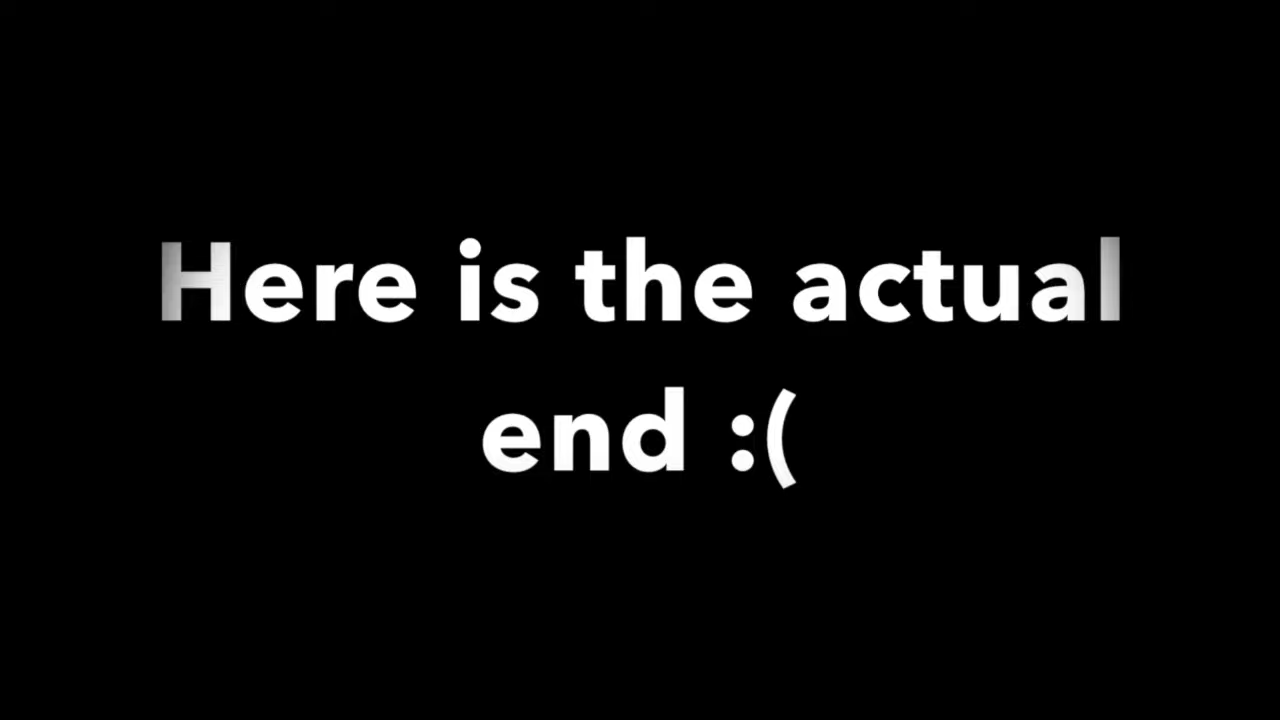 Here is the actual
end :(